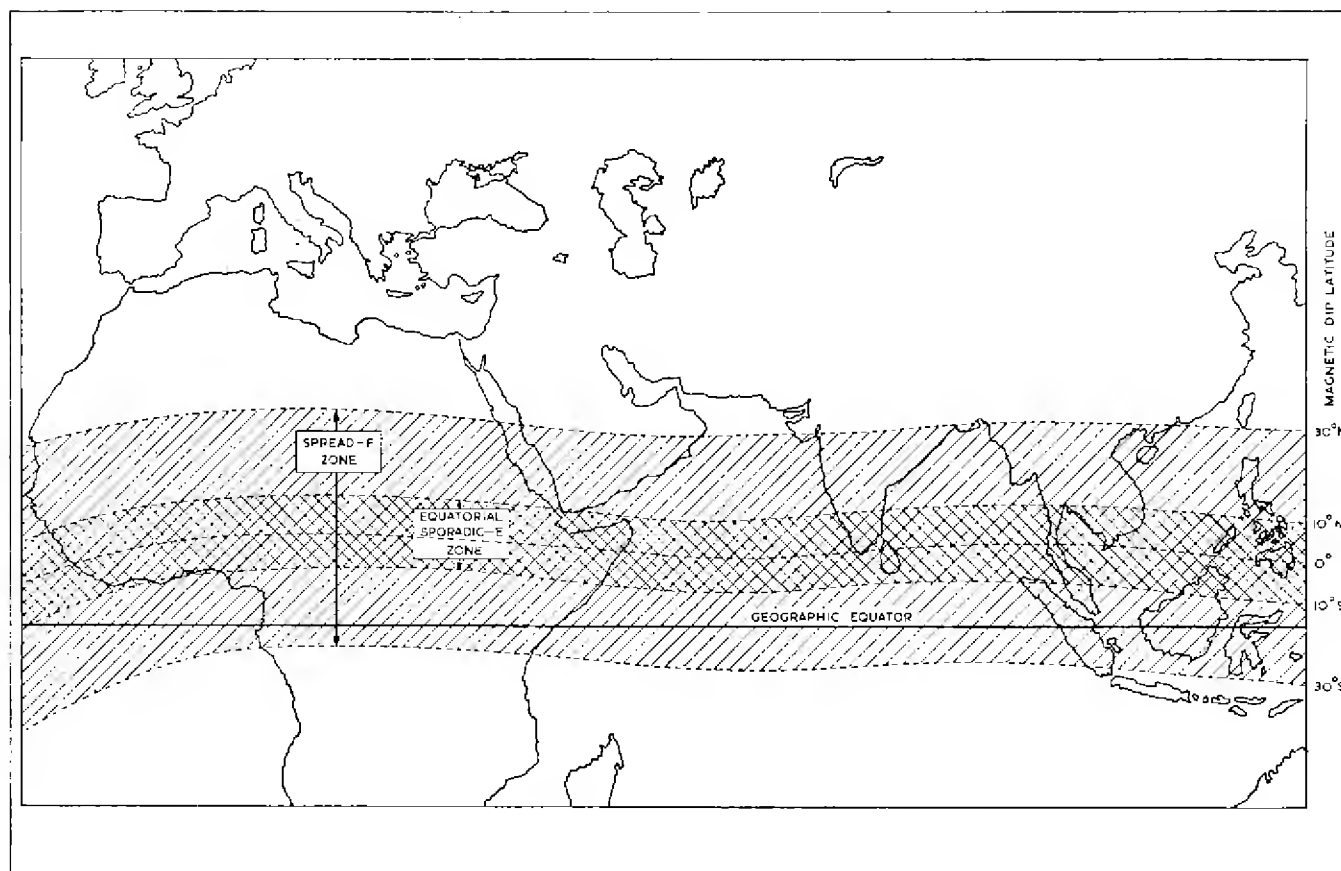 MAGNETIC DIP LATITUDE
30°N
SPREAD-F
ZONE
EQUATORIAL
SPORADIC-E
ZONE
10°N
0°
10°S
GEOGRAPHIC EQUATOR
30°S